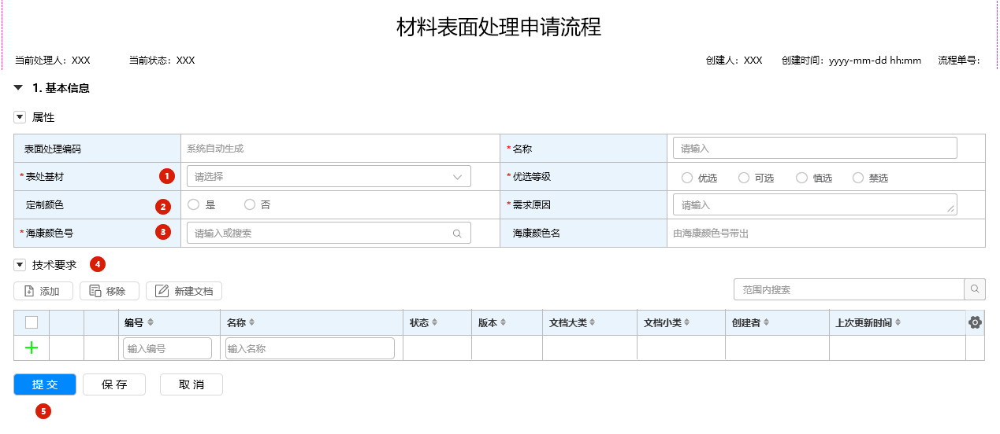 材料表面处理申请流程
当前处理人：XXX 当前状态：XXX 创建人：XXX 创建时间：yyyy-mm-dd hh:mm 流程单号：
1. 基本信息
属性
表面处理编码 系统自动生成 *名称 请输入
*表处基材 1 请选择 *优选等级 优选 可选 慎选 禁选
定制颜色 2 是 否 *需求原因 请输入
*海康颜色号 3 请输入或搜索 海康颜色名 由海康颜色号带出
技术要求 4
添加 移除 新建文档 范围内搜索
编号 名称 状态 版本 文档大类 文档小类 创建者 上次更新时间
输入编号 输入名称
提交 保存 取消
5